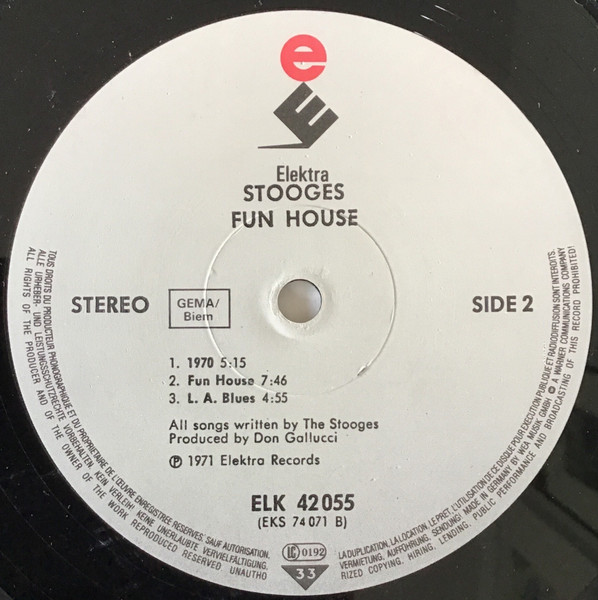 e
E
Elektra
STOOGES
FUN HOUSE
STEREO
GEMA/
Biem
SIDE 2
1. 1970 5:15
2. Fun House 7:46
3. L. A. Blues 4:55
All songs written by The Stooges
Produced by Don Gallucci
℗ 1971 Elektra Records
ELK 42 055
(EKS 74 071 B)
LC 0192
33
TOUS DROITS DU PRODUCTEUR PHONOGRAPHIQUE ET DU PROPRIETAIRE DE L'ŒUVRE ENREGISTREE RESERVES. SAUF AUTORISATION,
LA DUPLICATION, LA LOCATION, LE PRET, L'UTILISATION DE CE DISQUE POUR EXECUTION PUBLIQUE ET RADIODIFFUSION SONT INTERDITS.
ALLE URHEBER- UND LEISTUNGSSCHUTZRECHTE VORBEHALTEN. KEIN VERLEIH! KEINE UNERLAUBTE VERVIELFÄLTIGUNG,
VERMIETUNG, AUFFÜHRUNG, SENDUNG! MADE IN GERMANY BY WEA MUSIK GMBH. A WARNER COMMUNICATIONS COMPANY
ALL RIGHTS OF THE PRODUCER AND OF THE OWNER OF THE WORK REPRODUCED RESERVED UNAUTHO
RIZED COPYING, HIRING, LENDING, PUBLIC PERFORMANCE AND BROADCASTING OF THIS RECORD PROHIBITED!